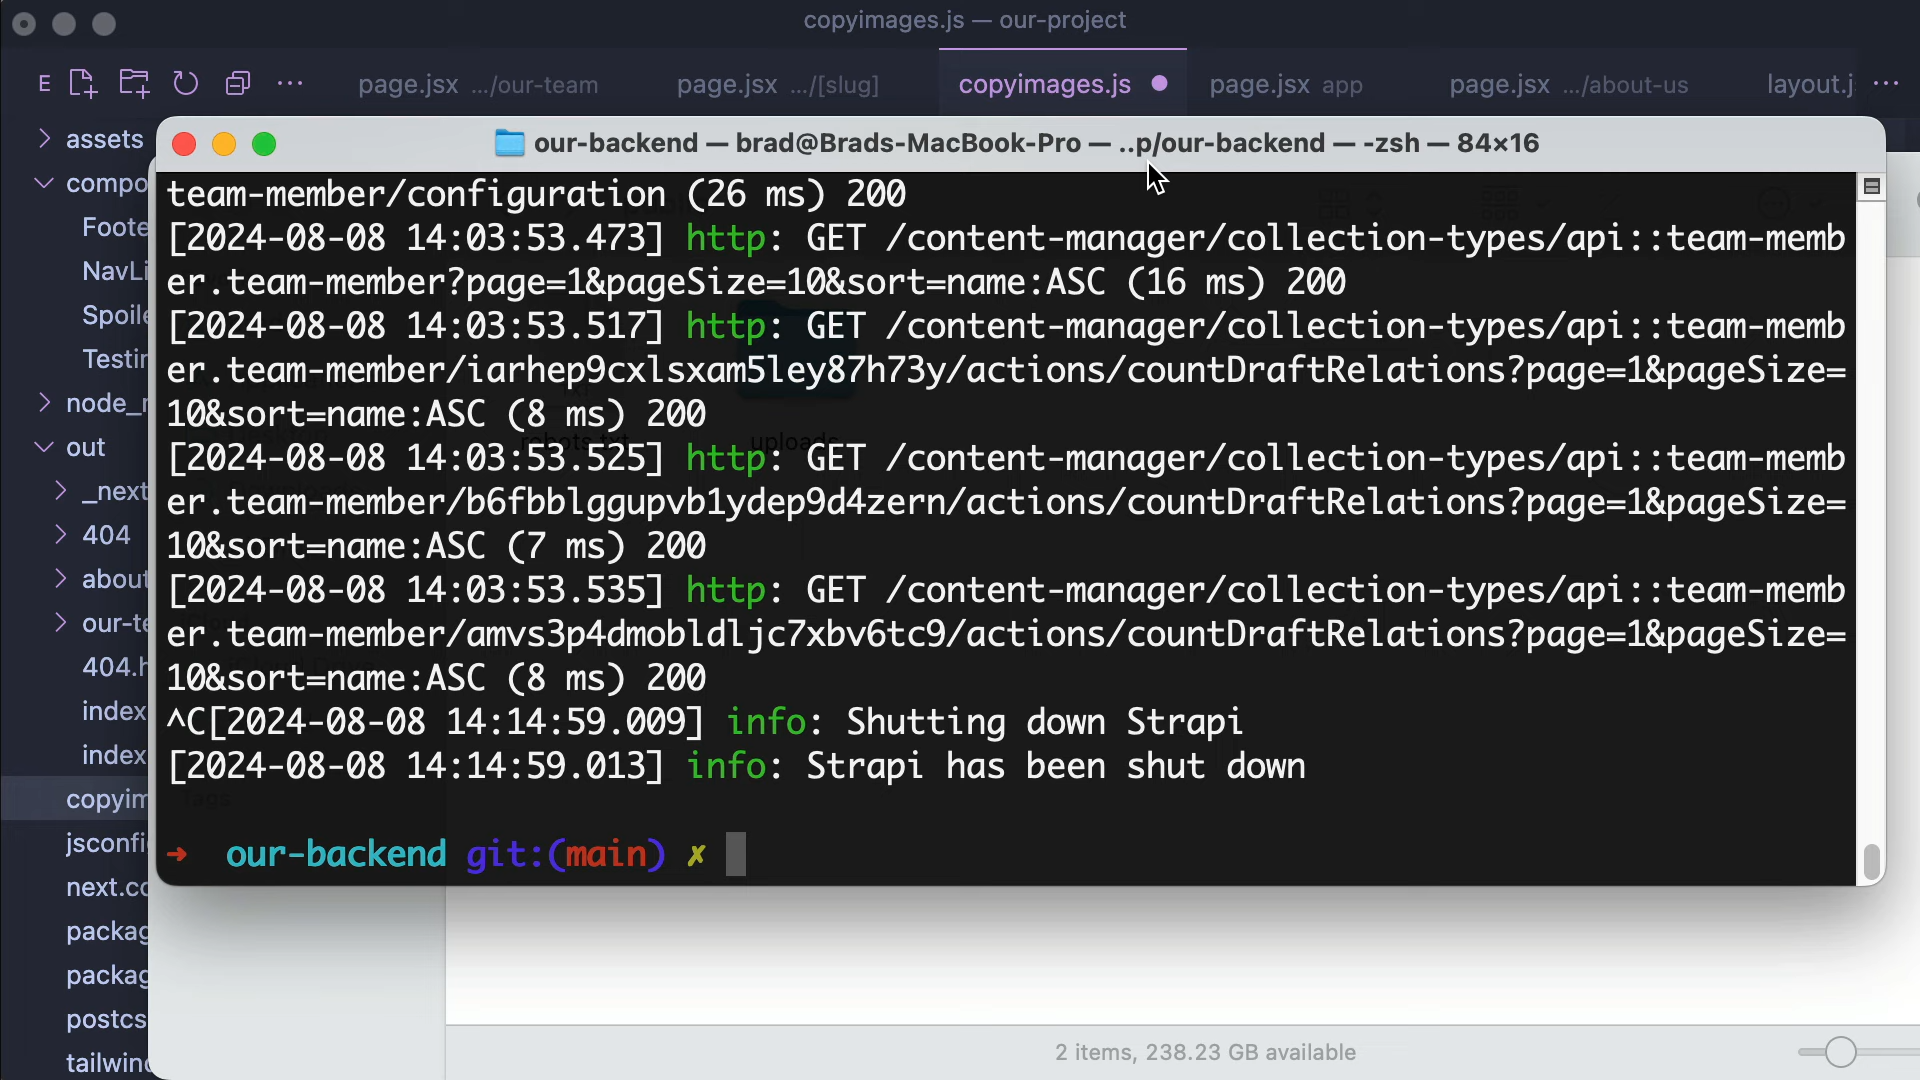 copyimages.js — our-project
E
page.jsx .../our-team
page.jsx .../[slug]
copyimages.js
page.jsx app
page.jsx .../about-us
layout.j
assets
compo
Foote
NavLi
Spoile
Testin
node_
out
_next
404
about
our-te
404.h
index
index
copyim
jsconfi
next.co
packag
packag
postcs
tailwind
our-backend — brad@Brads-MacBook-Pro — ..p/our-backend — -zsh — 84×16
team-member/configuration (26 ms) 200
[2024-08-08 14:03:53.473] http: GET /content-manager/collection-types/api::team-memb
er.team-member?page=1&pageSize=10&sort=name:ASC (16 ms) 200
[2024-08-08 14:03:53.517] http: GET /content-manager/collection-types/api::team-memb
er.team-member/iarhep9cxlsxam5ley87h73y/actions/countDraftRelations?page=1&pageSize=
10&sort=name:ASC (8 ms) 200
[2024-08-08 14:03:53.525] http: GET /content-manager/collection-types/api::team-memb
er.team-member/b6fbblggupvb1ydep9d4zern/actions/countDraftRelations?page=1&pageSize=
10&sort=name:ASC (7 ms) 200
[2024-08-08 14:03:53.535] http: GET /content-manager/collection-types/api::team-memb
er.team-member/amvs3p4dmobldljc7xbv6tc9/actions/countDraftRelations?page=1&pageSize=
10&sort=name:ASC (8 ms) 200
^C[2024-08-08 14:14:59.009] info: Shutting down Strapi
[2024-08-08 14:14:59.013] info: Strapi has been shut down
➜ our-backend git:(main) ✗
robots.txt
uploads
Tags
2 items, 238.23 GB available